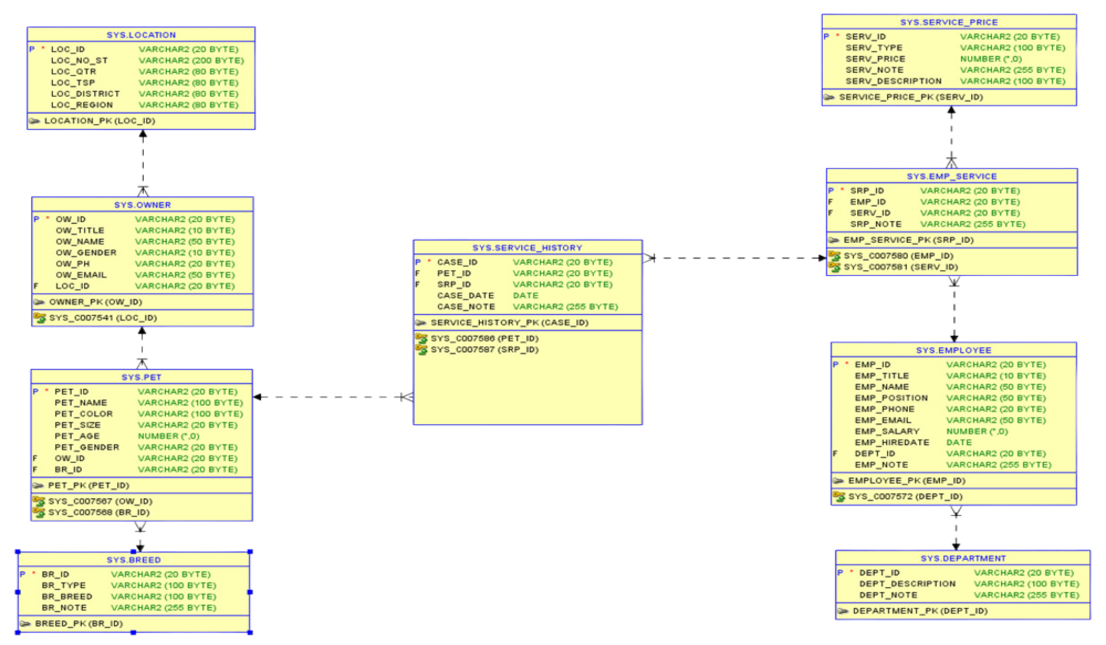 SYS.LOCATION
P * LOC_ID VARCHAR2 (20 BYTE)
LOC_NO_ST VARCHAR2 (200 BYTE)
LOC_QTR VARCHAR2 (80 BYTE)
LOC_TSP VARCHAR2 (80 BYTE)
LOC_DISTRICT VARCHAR2 (80 BYTE)
LOC_REGION VARCHAR2 (80 BYTE)
LOCATION_PK (LOC_ID)
SYS.OWNER
P * OW_ID VARCHAR2 (20 BYTE)
OW_TITLE VARCHAR2 (10 BYTE)
OW_NAME VARCHAR2 (50 BYTE)
OW_GENDER VARCHAR2 (10 BYTE)
OW_PH VARCHAR2 (20 BYTE)
OW_EMAIL VARCHAR2 (50 BYTE)
F LOC_ID VARCHAR2 (20 BYTE)
OWNER_PK (OW_ID)
SYS_C007541 (LOC_ID)
SYS.PET
P * PET_ID VARCHAR2 (20 BYTE)
PET_NAME VARCHAR2 (100 BYTE)
PET_COLOR VARCHAR2 (100 BYTE)
PET_SIZE VARCHAR2 (20 BYTE)
PET_AGE NUMBER (*,0)
PET_GENDER VARCHAR2 (20 BYTE)
F OW_ID VARCHAR2 (20 BYTE)
F BR_ID VARCHAR2 (20 BYTE)
PET_PK (PET_ID)
SYS_C007567 (OW_ID)
SYS_C007568 (BR_ID)
SYS.BREED
P * BR_ID VARCHAR2 (20 BYTE)
BR_TYPE VARCHAR2 (100 BYTE)
BR_BREED VARCHAR2 (100 BYTE)
BR_NOTE VARCHAR2 (255 BYTE)
BREED_PK (BR_ID)
SYS.SERVICE_HISTORY
P * CASE_ID VARCHAR2 (20 BYTE)
F PET_ID VARCHAR2 (20 BYTE)
F SRP_ID VARCHAR2 (20 BYTE)
CASE_DATE DATE
CASE_NOTE VARCHAR2 (255 BYTE)
SERVICE_HISTORY_PK (CASE_ID)
SYS_C007586 (PET_ID)
SYS_C007587 (SRP_ID)
SYS.SERVICE_PRICE
P * SERV_ID VARCHAR2 (20 BYTE)
SERV_TYPE VARCHAR2 (100 BYTE)
SERV_PRICE NUMBER (*,0)
SERV_NOTE VARCHAR2 (255 BYTE)
SERV_DESCRIPTION VARCHAR2 (100 BYTE)
SERVICE_PRICE_PK (SERV_ID)
SYS.EMP_SERVICE
P * SRP_ID VARCHAR2 (20 BYTE)
F EMP_ID VARCHAR2 (20 BYTE)
F SERV_ID VARCHAR2 (20 BYTE)
SRP_NOTE VARCHAR2 (255 BYTE)
EMP_SERVICE_PK (SRP_ID)
SYS_C007580 (EMP_ID)
SYS_C007581 (SERV_ID)
SYS.EMPLOYEE
P * EMP_ID VARCHAR2 (20 BYTE)
EMP_TITLE VARCHAR2 (10 BYTE)
EMP_NAME VARCHAR2 (50 BYTE)
EMP_POSITION VARCHAR2 (50 BYTE)
EMP_PHONE VARCHAR2 (20 BYTE)
EMP_EMAIL VARCHAR2 (50 BYTE)
EMP_SALARY NUMBER (*,0)
EMP_HIREDATE DATE
F DEPT_ID VARCHAR2 (20 BYTE)
EMP_NOTE VARCHAR2 (255 BYTE)
EMPLOYEE_PK (EMP_ID)
SYS_C007572 (DEPT_ID)
SYS.DEPARTMENT
P * DEPT_ID VARCHAR2 (20 BYTE)
DEPT_DESCRIPTION VARCHAR2 (100 BYTE)
DEPT_NOTE VARCHAR2 (255 BYTE)
DEPARTMENT_PK (DEPT_ID)